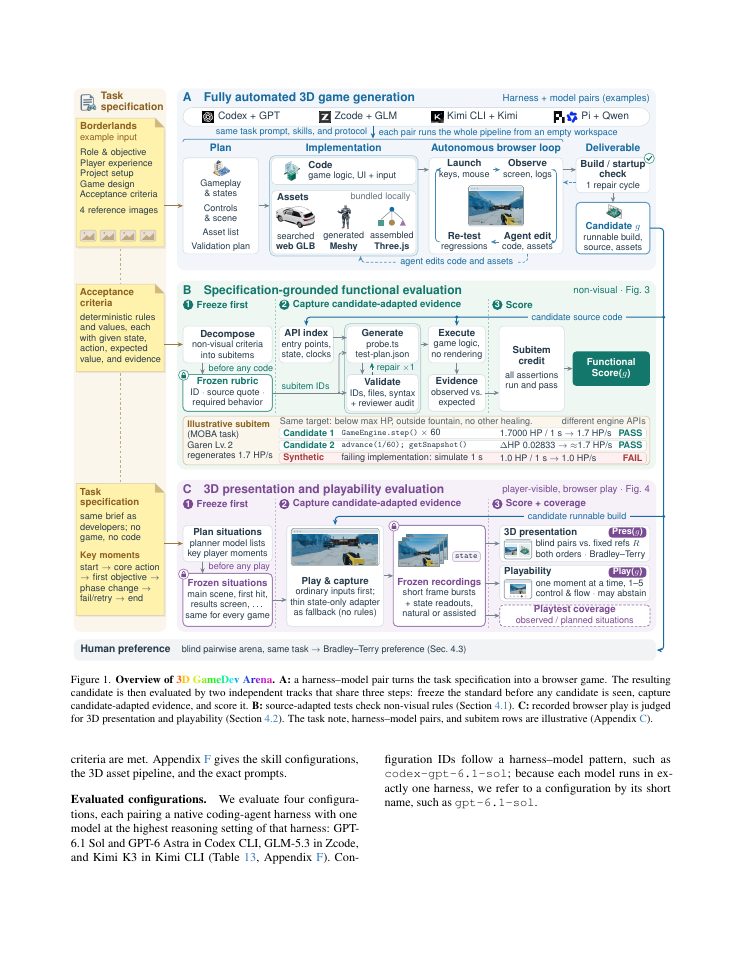 Task
specification
Borderlands
example input
Role & objective
Player experience
Project setup
Game design
Acceptance criteria
4 reference images
A Fully automated 3D game generation
Harness + model pairs (examples)
Codex + GPT
Zcode + GLM
Kimi CLI + Kimi
Pi + Qwen
same task prompt, skills, and protocol
each pair runs the whole pipeline from an empty workspace
Plan
Gameplay
& states
Controls
& scene
Asset list
Validation plan
Implementation
Code
game logic, UI + input
Assets
bundled locally
searched
web GLB
generated
Meshy
assembled
Three.js
Autonomous browser loop
Launch
keys, mouse
Observe
screen, logs
Re-test
regressions
Agent edit
code, assets
agent edits code and assets
Deliverable
Build / startup
check
1 repair cycle
Candidate g
runnable build,
source, assets
Acceptance
criteria
deterministic rules
and values, each
with given state,
action, expected
value, and evidence
B Specification-grounded functional evaluation
non-visual · Fig. 3
1 Freeze first
2 Capture candidate-adapted evidence
3 Score
candidate source code
Decompose
non-visual criteria
into subitems
before any code
Frozen rubric
ID · source quote ·
required behavior
subitem IDs
API index
entry points,
state, clocks
Generate
probe.ts
test-plan.json
repair ×1
Validate
IDs, files, syntax
+ reviewer audit
Execute
game logic,
no rendering
Evidence
observed vs.
expected
Subitem
credit
all assertions
run and pass
Functional
Score(g)
Illustrative subitem
(MOBA task)
Garen Lv. 2
regenerates 1.7 HP/s
Same target: below max HP, outside fountain, no other healing.
different engine APIs
Candidate 1 GameEngine.step() × 60 1.7000 HP / 1 s → 1.7 HP/s PASS
Candidate 2 advance(1/60); getSnapshot() ΔHP 0.02833 → ≈1.7 HP/s PASS
Synthetic failing implementation: simulate 1 s 1.0 HP / 1 s → 1.0 HP/s FAIL
Task
specification
same brief as
developers; no
game, no code
Key moments
start → core action
→ first objective →
phase change →
fail/retry → end
C 3D presentation and playability evaluation
player-visible, browser play · Fig. 4
1 Freeze first
2 Capture candidate-adapted evidence
3 Score + coverage
candidate runnable build
Plan situations
planner model lists
key player moments
before any play
Frozen situations
main scene, first hit,
results screen, . . .
same for every game
Play & capture
ordinary inputs first;
thin state-only adapter
as fallback (no rules)
state
Frozen recordings
short frame bursts
+ state readouts,
natural or assisted
3D presentation Pres(g)
blind pairs vs. fixed refs R
both orders · Bradley–Terry
Playability Play(g)
one moment at a time, 1–5
control & flow · may abstain
Playtest coverage
observed / planned situations
Human preference blind pairwise arena, same task → Bradley–Terry preference (Sec. 4.3)
Figure 1. Overview of 3D GameDev Arena. A: a harness–model pair turns the task specification into a browser game. The resulting
candidate is then evaluated by two independent tracks that share three steps: freeze the standard before any candidate is seen, capture
candidate-adapted evidence, and score it. B: source-adapted tests check non-visual rules (Section 4.1). C: recorded browser play is judged
for 3D presentation and playability (Section 4.2). The task note, harness–model pairs, and subitem rows are illustrative (Appendix C).
criteria are met. Appendix F gives the skill configurations,
the 3D asset pipeline, and the exact prompts.
Evaluated configurations. We evaluate four configura-
tions, each pairing a native coding-agent harness with one
model at the highest reasoning setting of that harness: GPT-
6.1 Sol and GPT-6 Astra in Codex CLI, GLM-5.3 in Zcode,
and Kimi K3 in Kimi CLI (Table 13, Appendix F). Con-
figuration IDs follow a harness–model pattern, such as
codex-gpt-6.1-sol; because each model runs in ex-
actly one harness, we refer to a configuration by its short
name, such as gpt-6.1-sol.